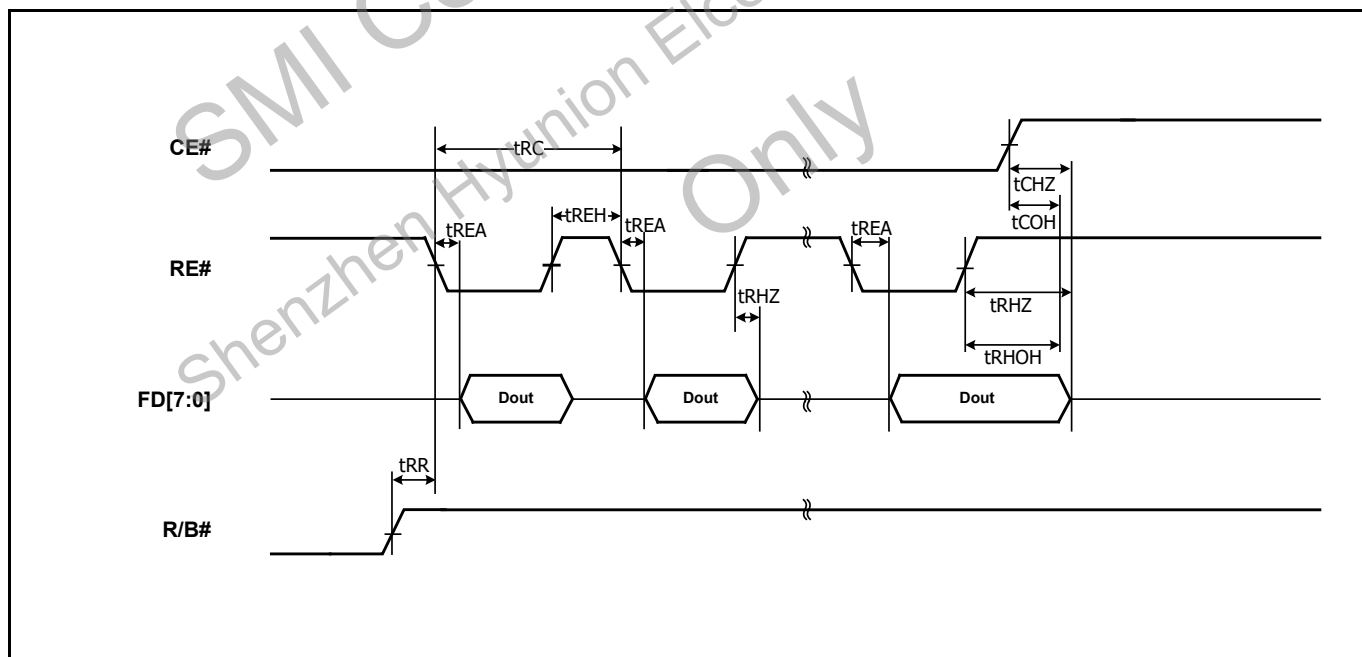 SMI Co
Shenzhen Hyunion Elco
Only
CE#
tRC
tCHZ
tREH
tREA
tCOH
tREA
tREA
RE#
tRHZ
tRHZ
tRHOH
FD[7:0]
Dout
Dout
Dout
tRR
R/B#